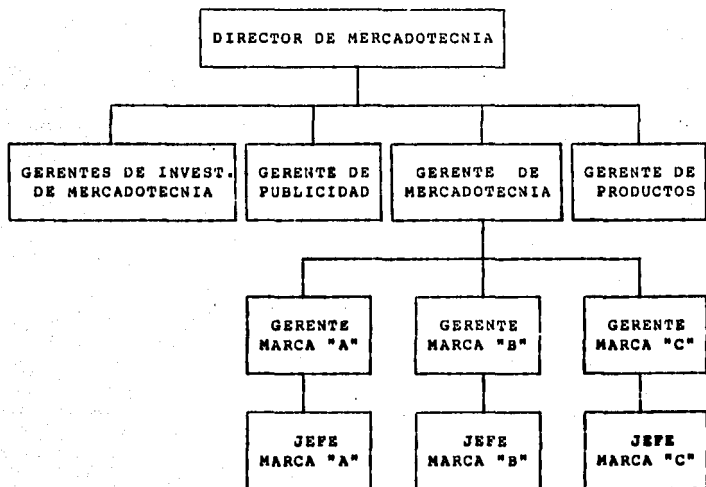 DIRECTOR DE MERCADOTECNIA
GERENTES DE INVEST.
DE MERCADOTECNIA
GERENTE DE
PUBLICIDAD
GERENTE DE
MERCADOTECNIA
GERENTE DE
PRODUCTOS
GERENTE
MARCA "A"
GERENTE
MARCA "B"
GERENTE
MARCA "C"
JEFE
MARCA "A"
JEFE
MARCA "B"
JEFE
MARCA "C"